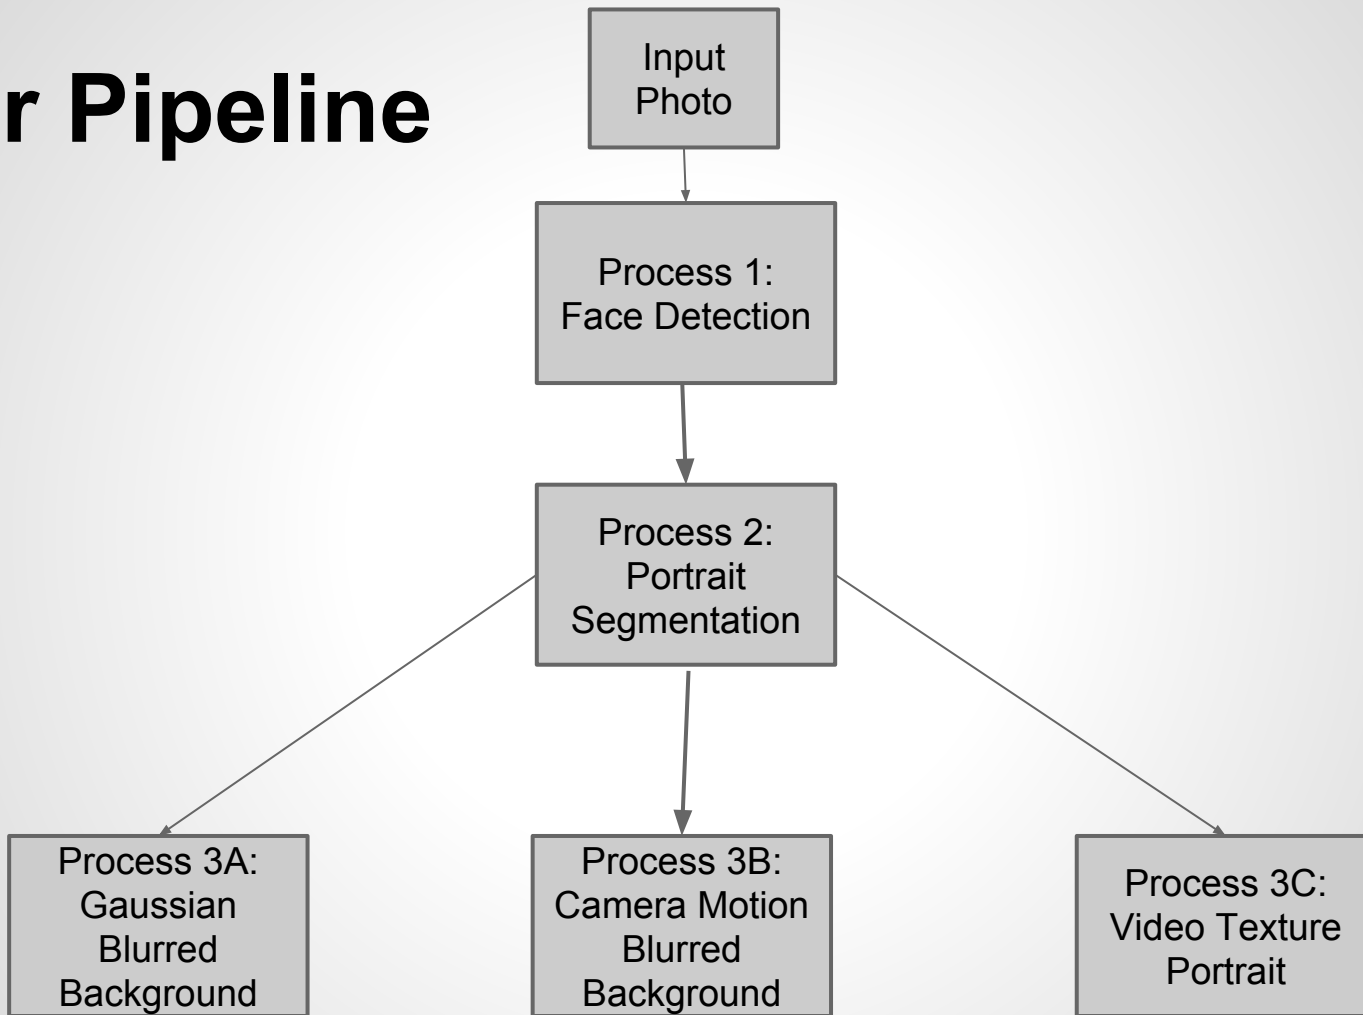 r Pipeline
Input
Photo
Process 1:
Face Detection
Process 2:
Portrait
Segmentation
Process 3A:
Gaussian
Blurred
Background
Process 3B:
Camera Motion
Blurred
Background
Process 3C:
Video Texture
Portrait